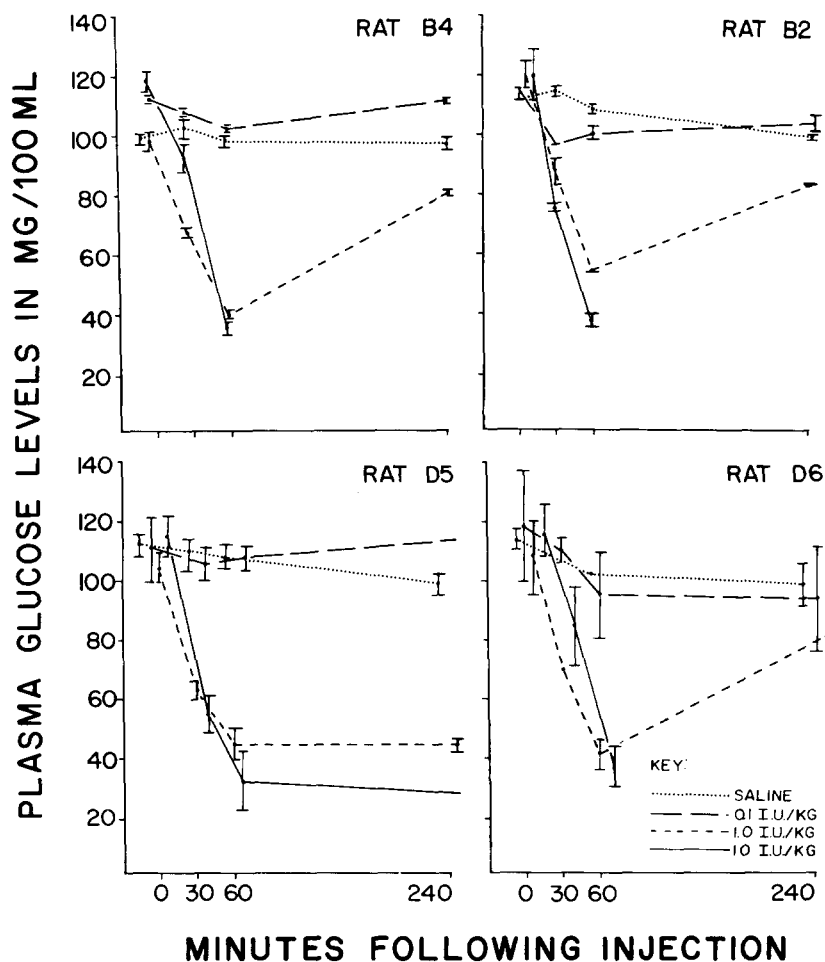 PLASMA GLUCOSE LEVELS IN MG/100 ML
RAT B4
140
120
100
80
60
40
20
RAT B2
RAT D5
140
120
100
80
60
40
20
0 30 60 240
RAT D6
KEY:
SALINE
0.1 I.U./KG
1.0 I.U./KG
10 I.U./KG
0 30 60 240
MINUTES FOLLOWING INJECTION